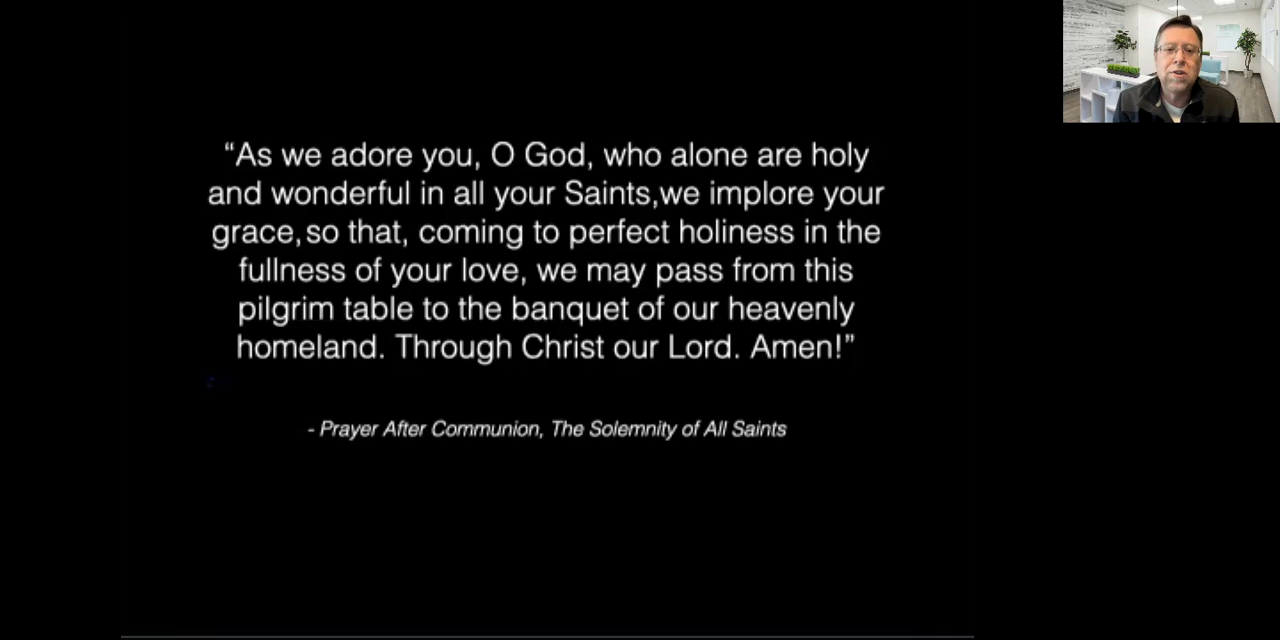 “As we adore you, O God, who alone are holy
and wonderful in all your Saints,we implore your
grace,so that, coming to perfect holiness in the
fullness of your love, we may pass from this
pilgrim table to the banquet of our heavenly
homeland. Through Christ our Lord. Amen!”
- Prayer After Communion, The Solemnity of All Saints